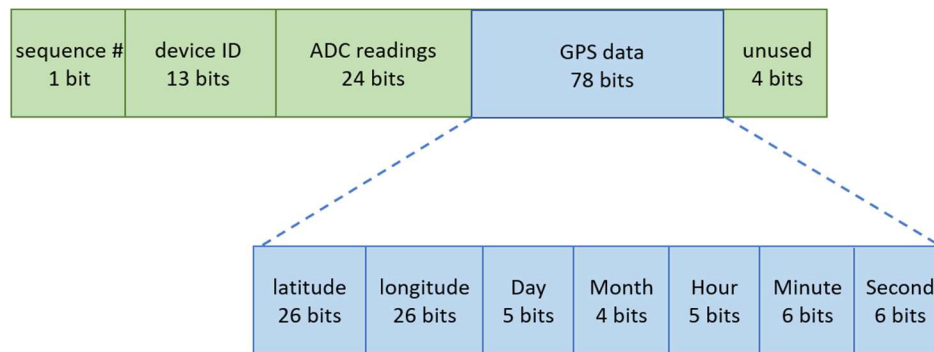 sequence #
1 bit
device ID
13 bits
ADC readings
24 bits
GPS data
78 bits
unused
4 bits
latitude
26 bits
longitude
26 bits
Day
5 bits
Month
4 bits
Hour
5 bits
Minute
6 bits
Second
6 bits